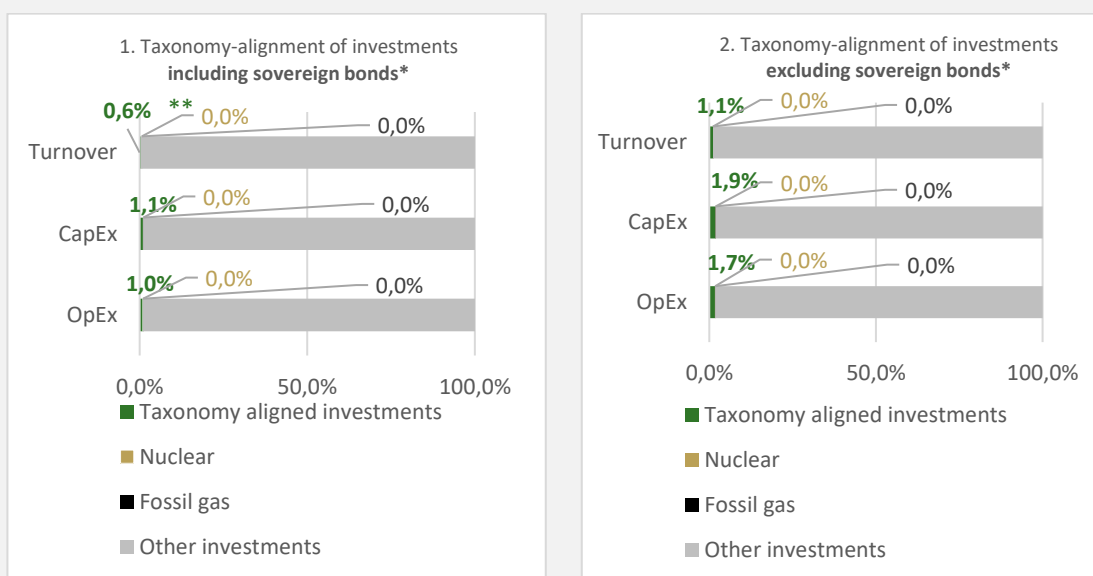 1. Taxonomy-alignment of investments
including sovereign bonds*
0,6% ** 0,0% 0,0%
Turnover
1,1% 0,0% 0,0%
CapEx
1,0% 0,0% 0,0%
OpEx
0,0% 50,0% 100,0%
Taxonomy aligned investments
Nuclear
Fossil gas
Other investments
2. Taxonomy-alignment of investments
excluding sovereign bonds*
1,1% 0,0% 0,0%
Turnover
1,9% 0,0% 0,0%
CapEx
1,7% 0,0% 0,0%
OpEx
0,0% 50,0% 100,0%
Taxonomy aligned investments
Nuclear
Fossil gas
Other investments